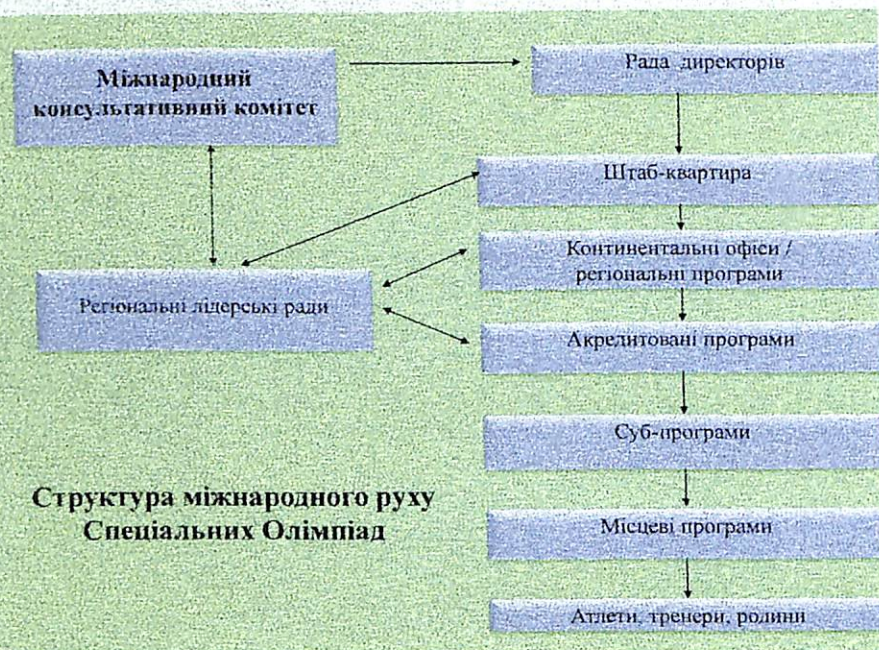 Міжнародний
консультативний комітет
Рада директорів
Штаб-квартира
Континентальні офіси /
регіональні програми
Регіональні лідерські ради
Акредитовані програми
Суб-програми
Структура міжнародного руху
Спеціальних Олімпіад
Місцеві програми
Атлети, тренери, родини